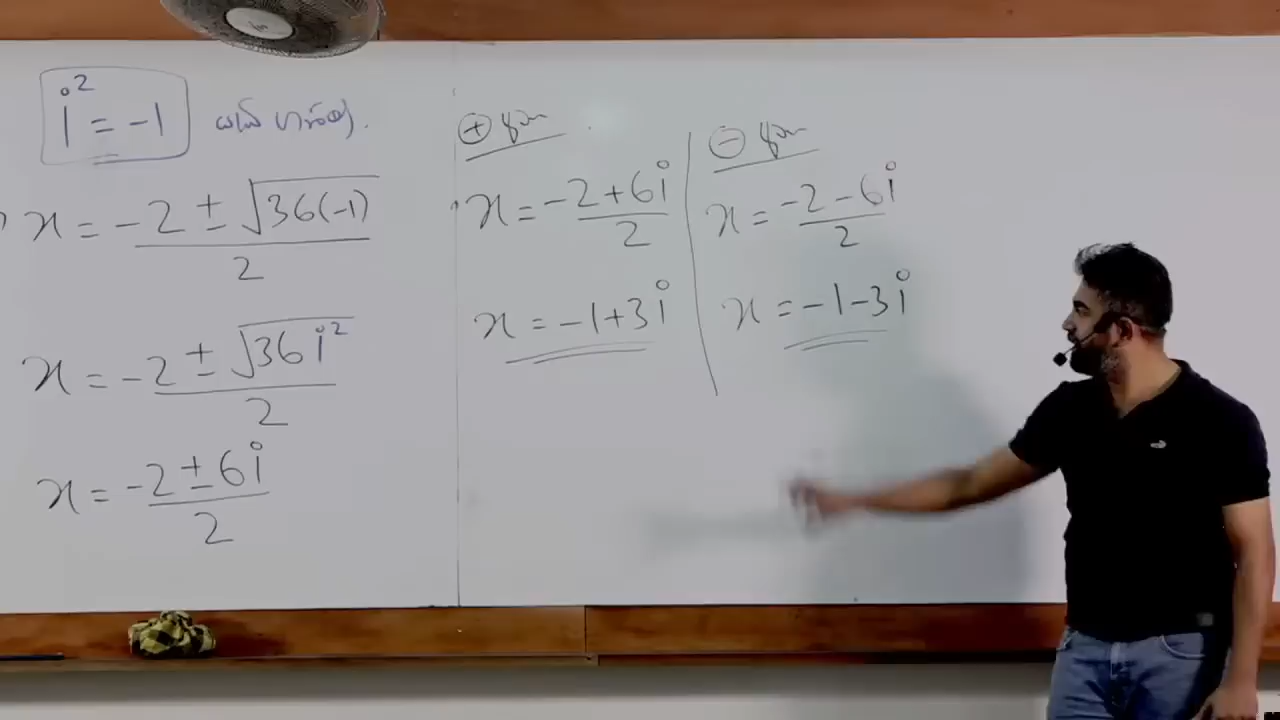 i² = -1 යැයි ගනිමු.
x = (-2 ± √36(-1))/2
x = (-2 ± √36i²)/2
x = (-2 ± 6i)/2
⊕
x = (-2+6i)/2
x = -1+3i
⊖
x = (-2-6i)/2
x = -1-3i